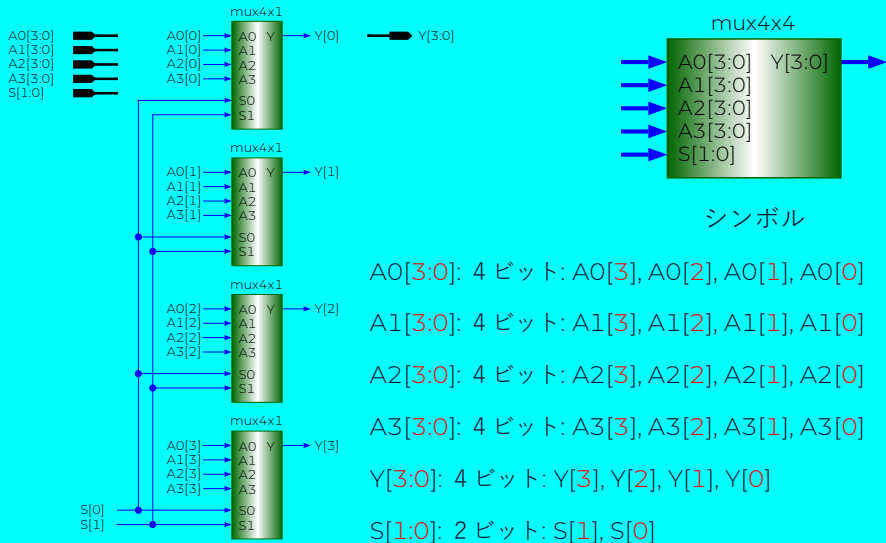 A0[3:0]
A1[3:0]
A2[3:0]
A3[3:0]
S[1:0]
mux4x1
A0[0] A0 Y Y[0]
A1[0] A1
A2[0] A2
A3[0] A3
S0
S1
Y[3:0]
mux4x1
A0[1] A0 Y Y[1]
A1[1] A1
A2[1] A2
A3[1] A3
S0
S1
mux4x1
A0[2] A0 Y Y[2]
A1[2] A1
A2[2] A2
A3[2] A3
S0
S1
mux4x1
A0[3] A0 Y Y[3]
A1[3] A1
A2[3] A2
A3[3] A3
S[0] S0
S[1] S1
mux4x4
A0[3:0] Y[3:0]
A1[3:0]
A2[3:0]
A3[3:0]
S[1:0]
シンボル
A0[3:0]: 4 ビット: A0[3], A0[2], A0[1], A0[0]
A1[3:0]: 4 ビット: A1[3], A1[2], A1[1], A1[0]
A2[3:0]: 4 ビット: A2[3], A2[2], A2[1], A2[0]
A3[3:0]: 4 ビット: A3[3], A3[2], A3[1], A3[0]
Y[3:0]: 4 ビット: Y[3], Y[2], Y[1], Y[0]
S[1:0]: 2 ビット: S[1], S[0]